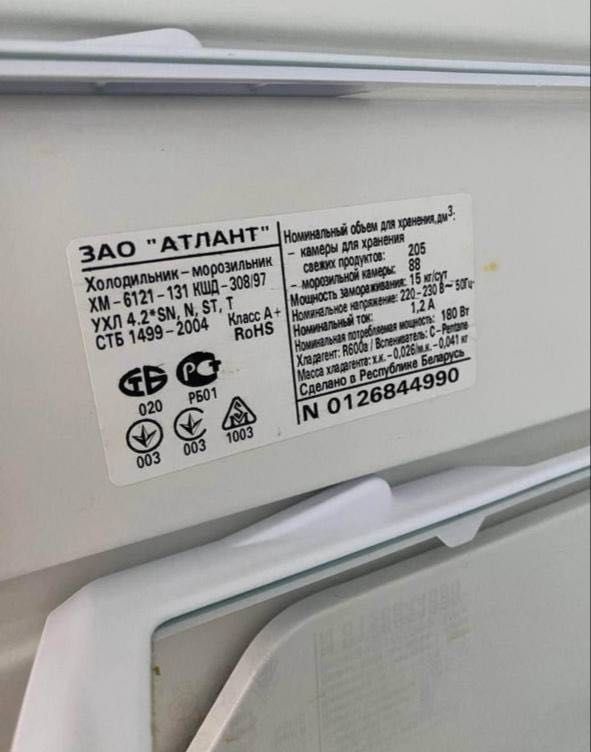 ЗАО "АТЛАНТ"
Холодильник – морозильник
ХМ – 6121 – 131 КШД – 308/97
УХЛ 4.2*SN, N, ST, T
СТБ 1499 – 2004
Класс А+
RoHS
СТБ
020
РСТ
РБ01
003
003
1003
Номинальный объем для хранения, дм³:
– камеры для хранения
свежих продуктов: 205
– морозильной камеры: 88
Мощность замораживания: 15 кг/сут
Номинальное напряжение: 220 – 230 В ~ 50Гц
Номинальный ток: 1,2 А
Номинальная потребляемая мощность: 180 Вт
Хладагент: R600a / Вспениватель: C – Pentane
Масса хладагента: х.к. – 0,026/м.к. – 0,041 кг
Сделано в Республике Беларусь
N 0126844990